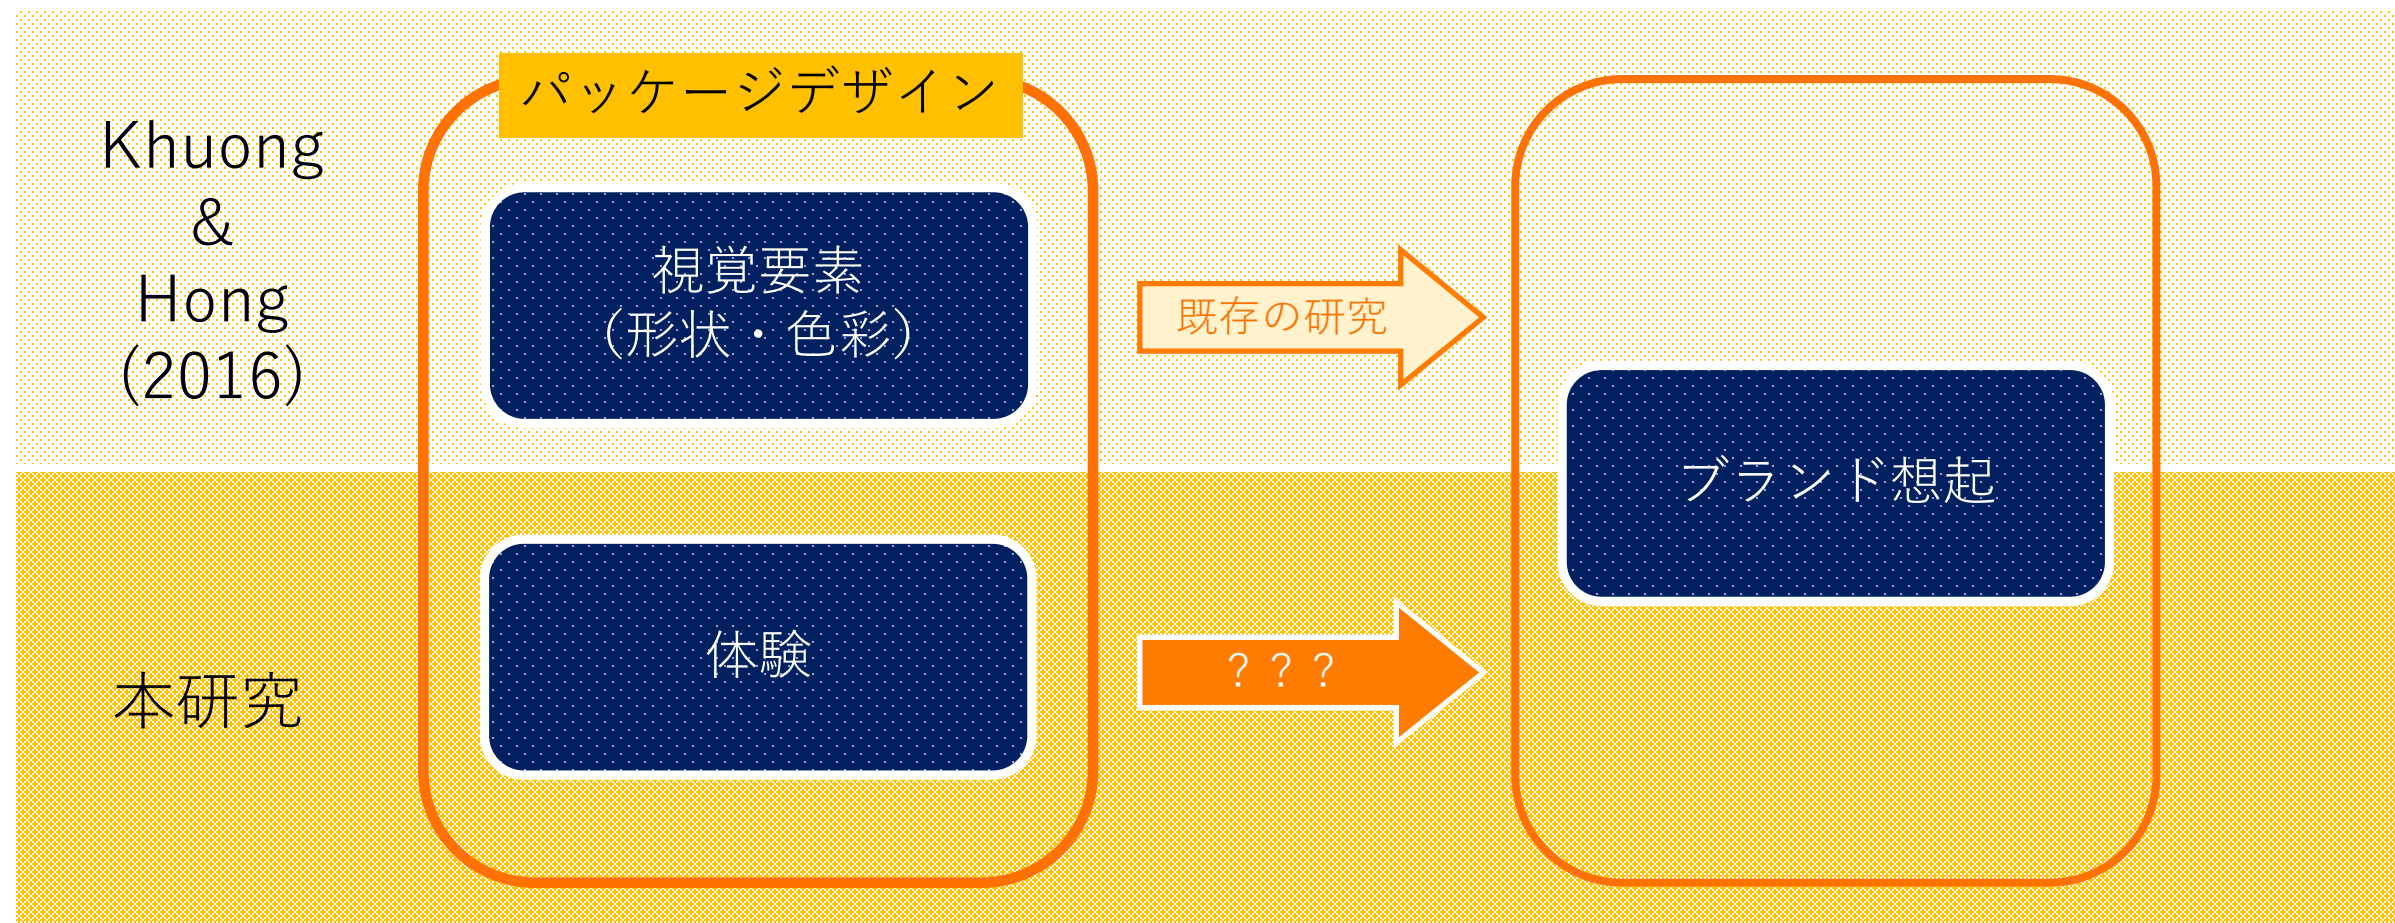 パッケージデザイン
Khuong
&
Hong
(2016)
視覚要素
（形状・色彩）
既存の研究
ブランド想起
本研究
体験
？？？